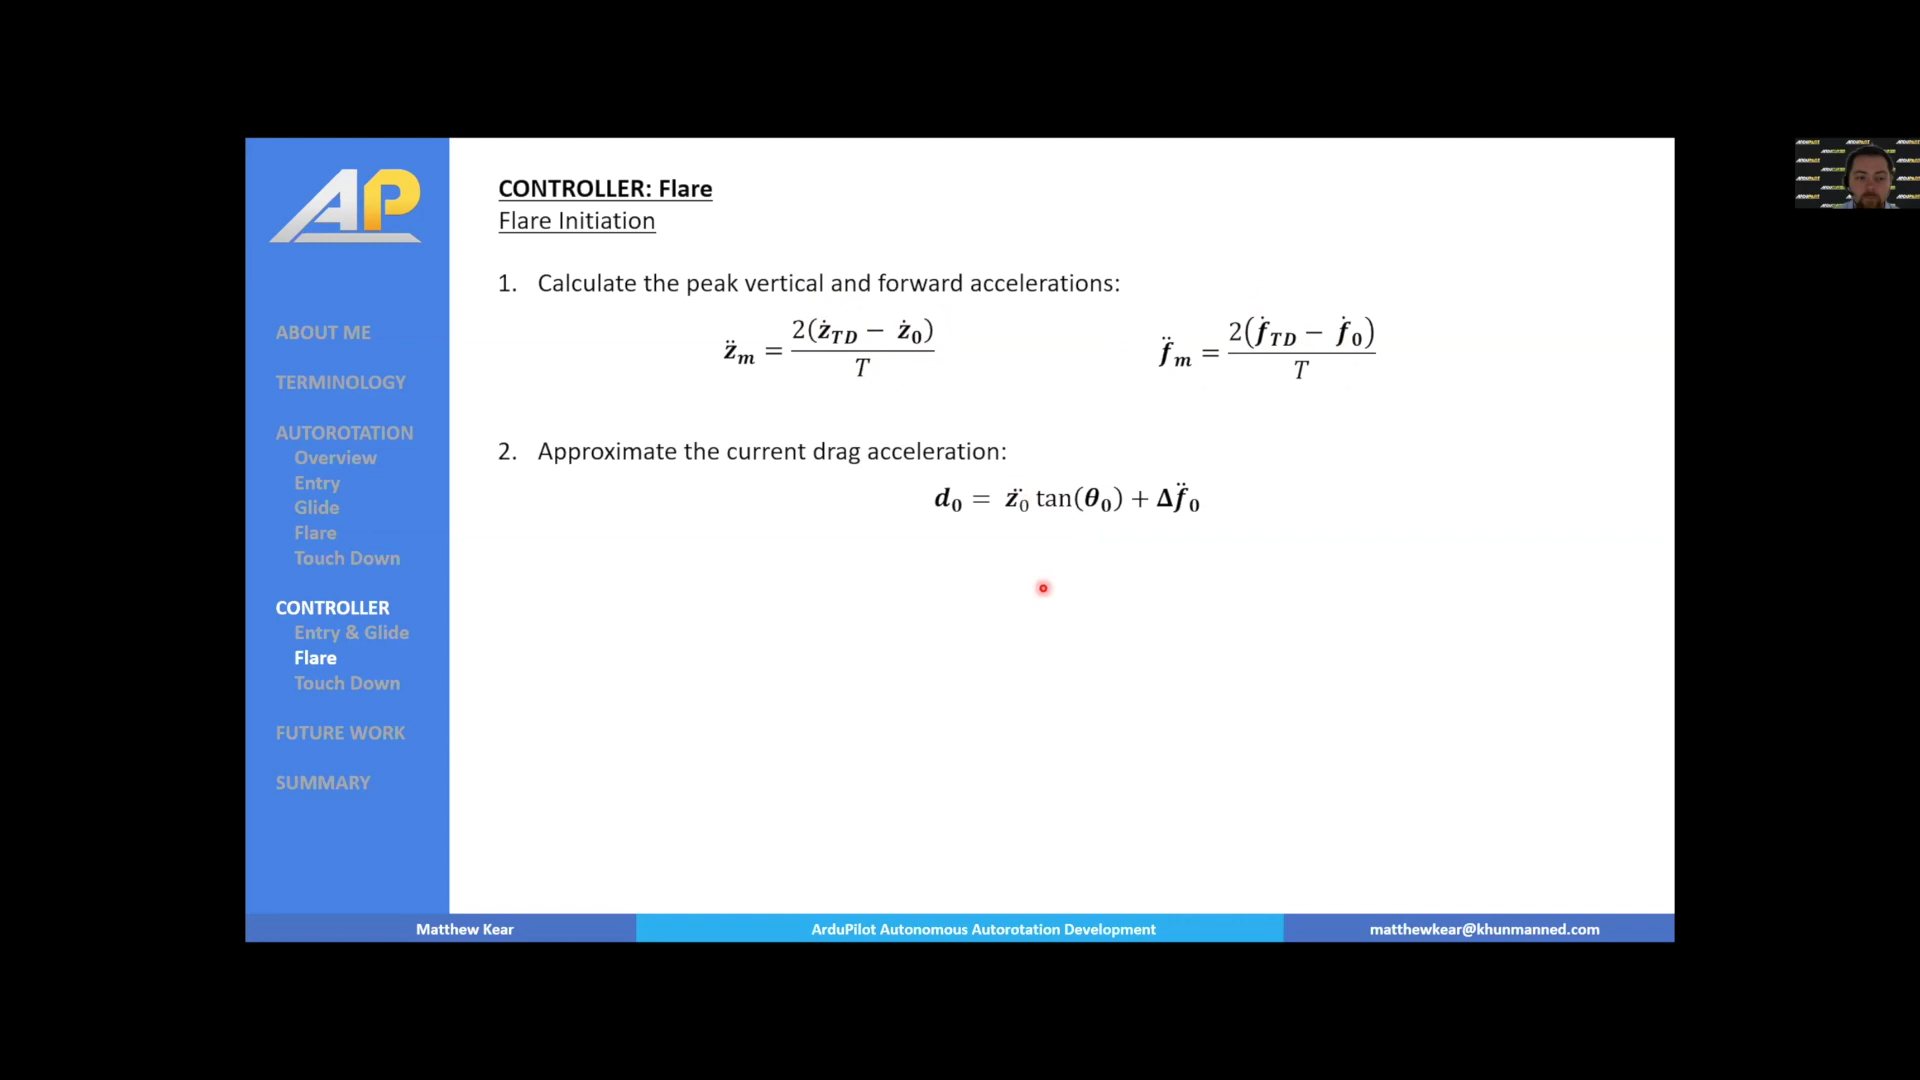 AP
ABOUT ME
TERMINOLOGY
AUTOROTATION
Overview
Entry
Glide
Flare
Touch Down
CONTROLLER
Entry & Glide
Flare
Touch Down
FUTURE WORK
SUMMARY
CONTROLLER: Flare
Flare Initiation
1. Calculate the peak vertical and forward accelerations:
z̈ₘ = 2(ż_TD − ż₀) / T
f̈ₘ = 2(ḟ_TD − ḟ₀) / T
2. Approximate the current drag acceleration:
d₀ = z̈₀ tan(θ₀) + Δf̈₀
Matthew Kear
ArduPilot Autonomous Autorotation Development
matthewkear@khunmanned.com